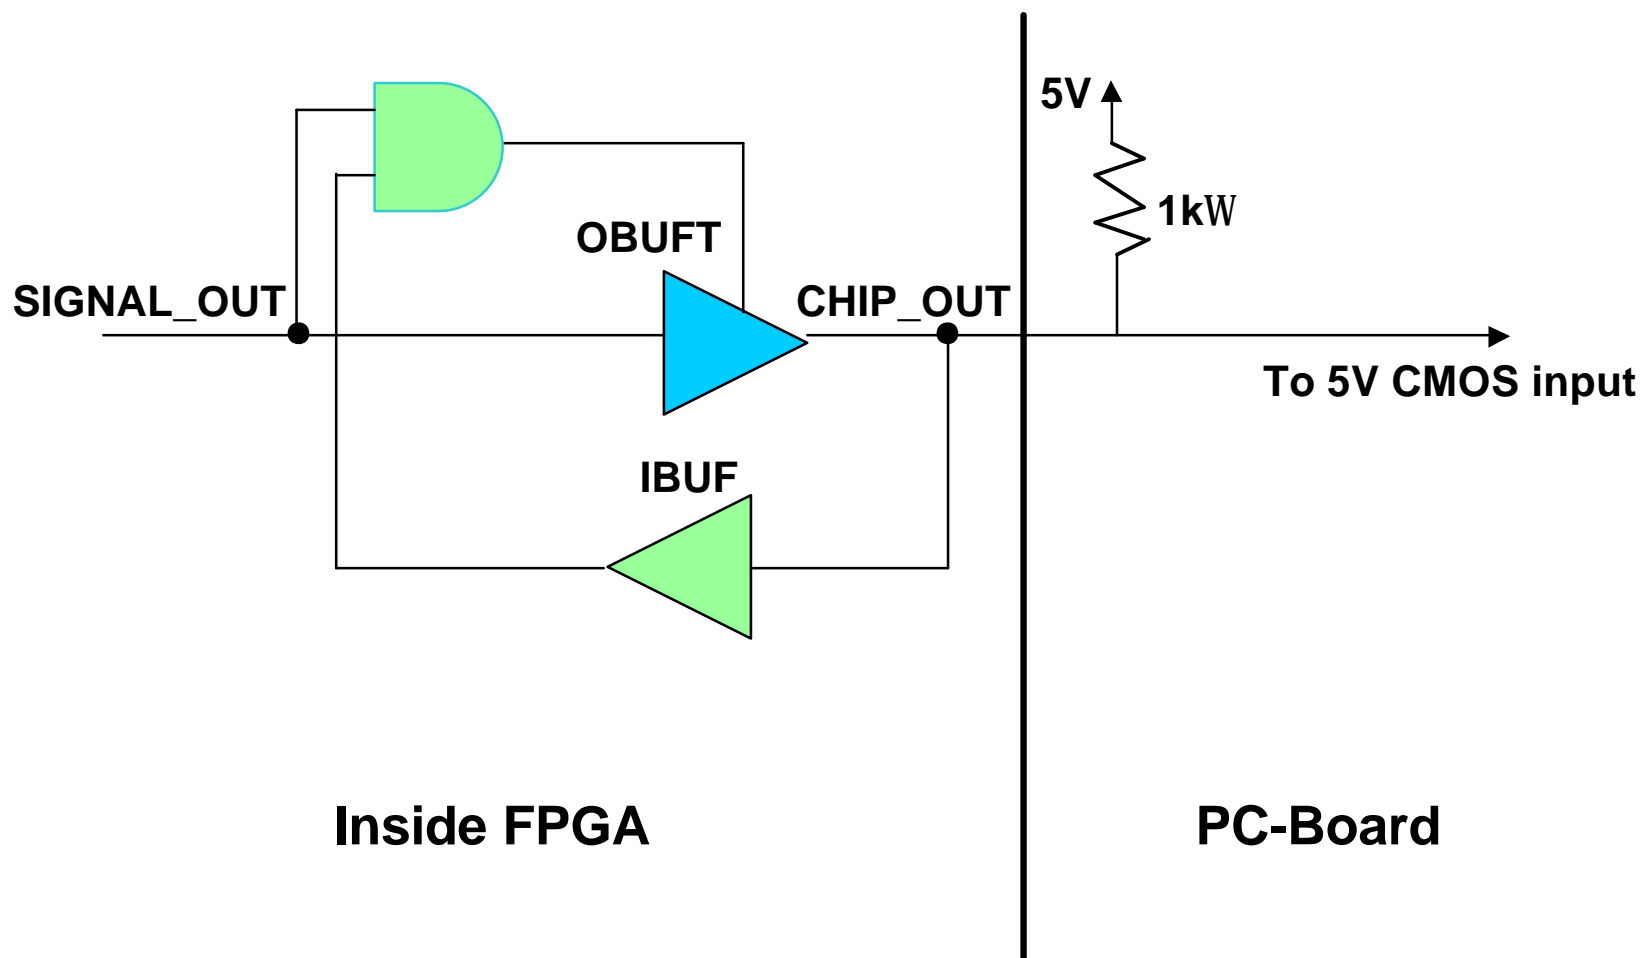 5V
1kW
OBUFT
SIGNAL_OUT
CHIP_OUT
To 5V CMOS input
IBUF
Inside FPGA
PC-Board